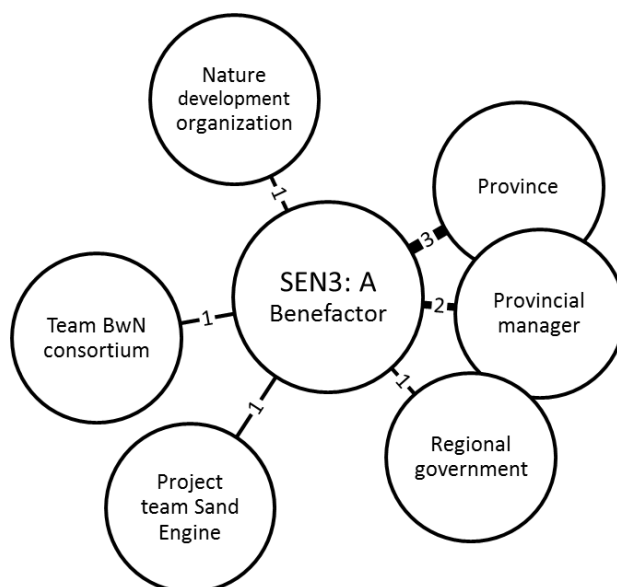 Nature
development
organization
1
Province
3
SEN3: A
Benefactor
2
Provincial
manager
Team BwN
consortium
1
1
1
Regional
government
Project
team Sand
Engine